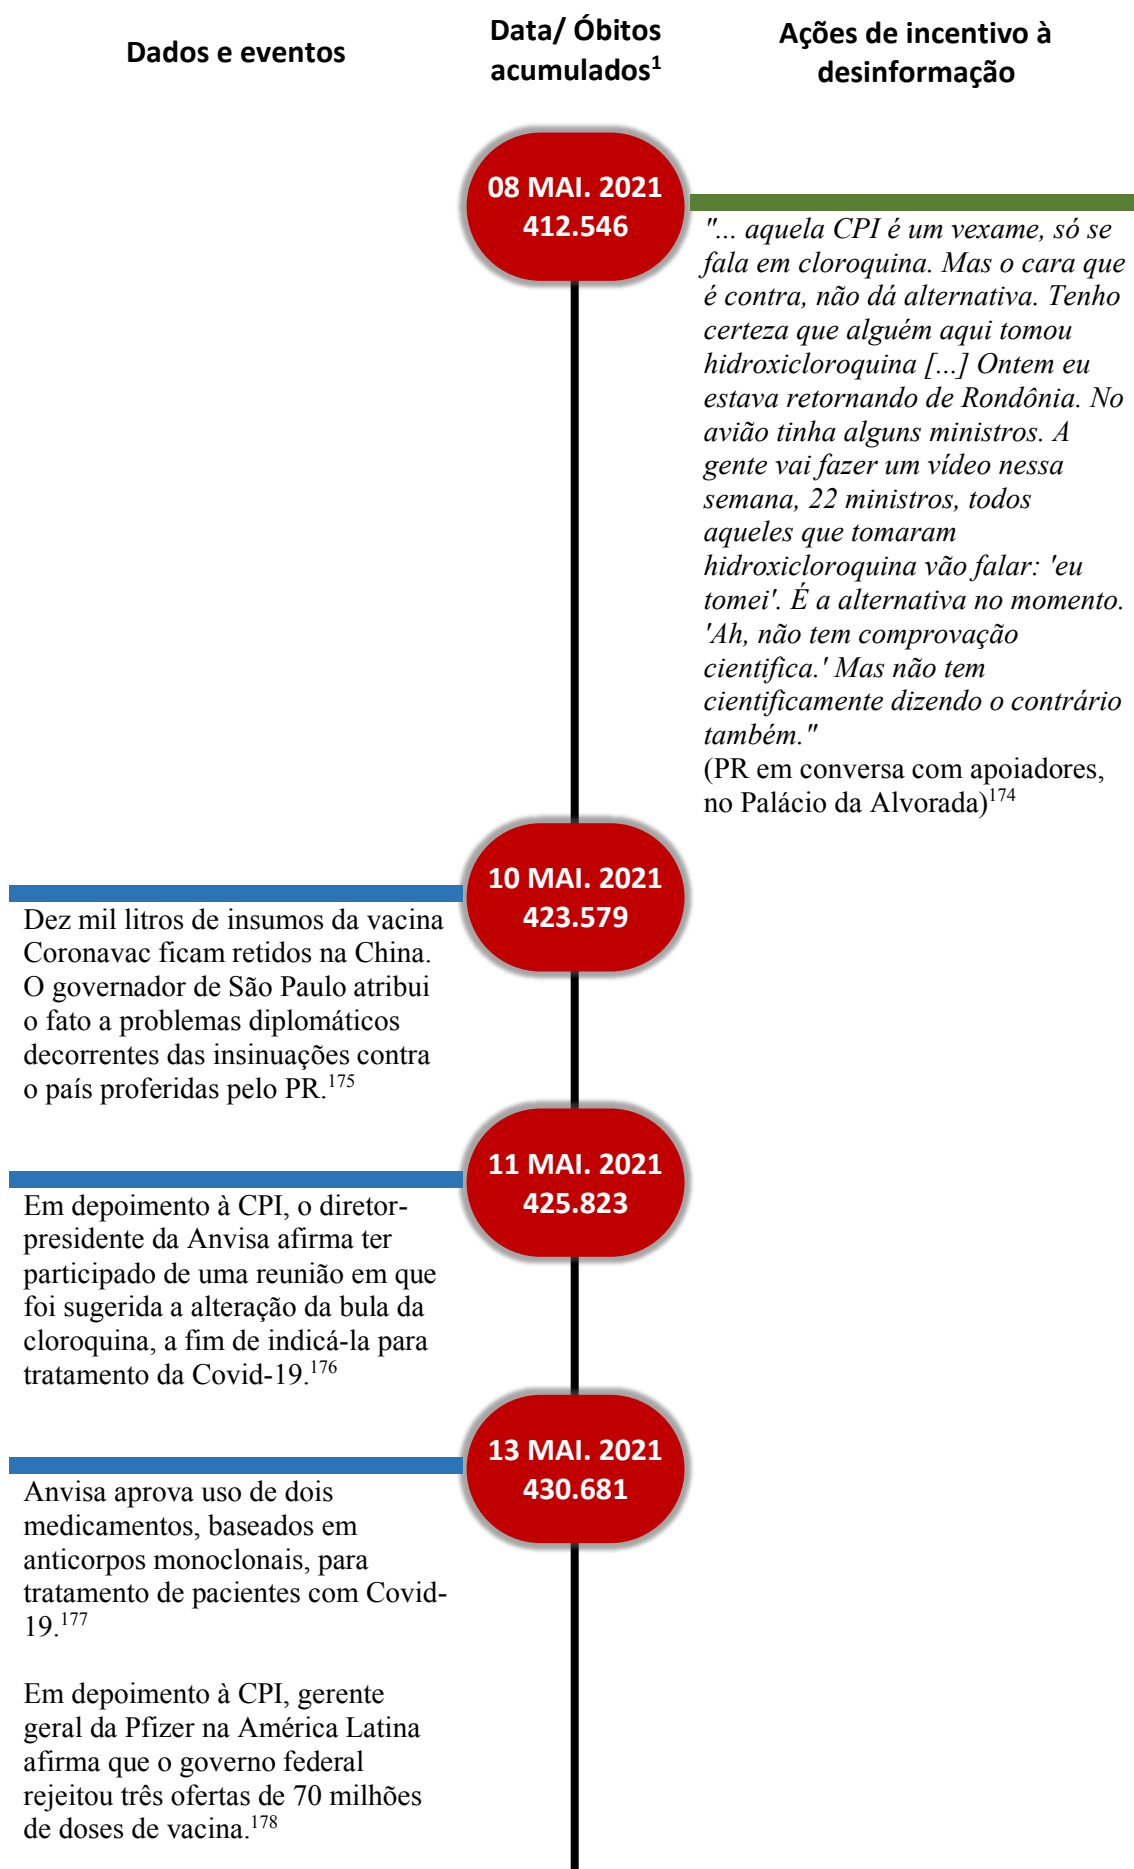 Dados e eventos
Data/ Óbitos
acumulados¹
Ações de incentivo à
desinformação
08 MAI. 2021
412.546
"... aquela CPI é um vexame, só se
fala em cloroquina. Mas o cara que
é contra, não dá alternativa. Tenho
certeza que alguém aqui tomou
hidroxicloroquina [...] Ontem eu
estava retornando de Rondônia. No
avião tinha alguns ministros. A
gente vai fazer um vídeo nessa
semana, 22 ministros, todos
aqueles que tomaram
hidroxicloroquina vão falar: 'eu
tomei'. É a alternativa no momento.
'Ah, não tem comprovação
cientifica.' Mas não tem
cientificamente dizendo o contrário
também."
(PR em conversa com apoiadores,
no Palácio da Alvorada)¹⁷⁴
10 MAI. 2021
423.579
Dez mil litros de insumos da vacina
Coronavac ficam retidos na China.
O governador de São Paulo atribui
o fato a problemas diplomáticos
decorrentes das insinuações contra
o país proferidas pelo PR.¹⁷⁵
11 MAI. 2021
425.823
Em depoimento à CPI, o diretor-
presidente da Anvisa afirma ter
participado de uma reunião em que
foi sugerida a alteração da bula da
cloroquina, a fim de indicá-la para
tratamento da Covid-19.¹⁷⁶
13 MAI. 2021
430.681
Anvisa aprova uso de dois
medicamentos, baseados em
anticorpos monoclonais, para
tratamento de pacientes com Covid-
19.¹⁷⁷
Em depoimento à CPI, gerente
geral da Pfizer na América Latina
afirma que o governo federal
rejeitou três ofertas de 70 milhões
de doses de vacina.¹⁷⁸